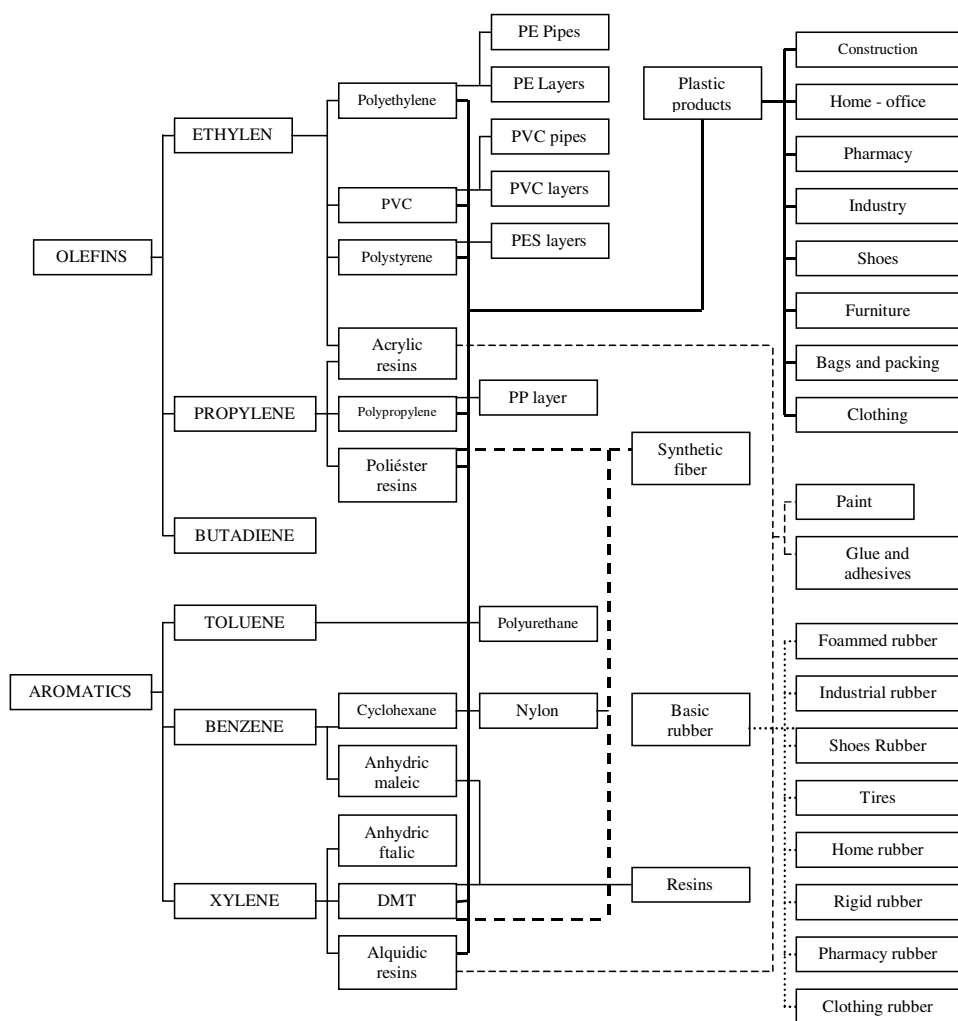 PE Pipes
PE Layers
Polyethylene
ETHYLEN
PVC pipes
PVC layers
PVC
PES layers
Polystyrene
OLEFINS
Acrylic
resins
PROPYLENE
Polypropylene
PP layer
Poliéster
resins
Synthetic
fiber
BUTADIENE
Plastic
products
Construction
Home - office
Pharmacy
Industry
Shoes
Furniture
Bags and packing
Clothing
Paint
Glue and
adhesives
TOLUENE
Polyurethane
AROMATICS
BENZENE
Cyclohexane
Nylon
Anhydric
maleic
Basic
rubber
Anhydric
ftalic
XYLENE
DMT
Resins
Alquidic
resins
Foammed rubber
Industrial rubber
Shoes Rubber
Tires
Home rubber
Rigid rubber
Pharmacy rubber
Clothing rubber